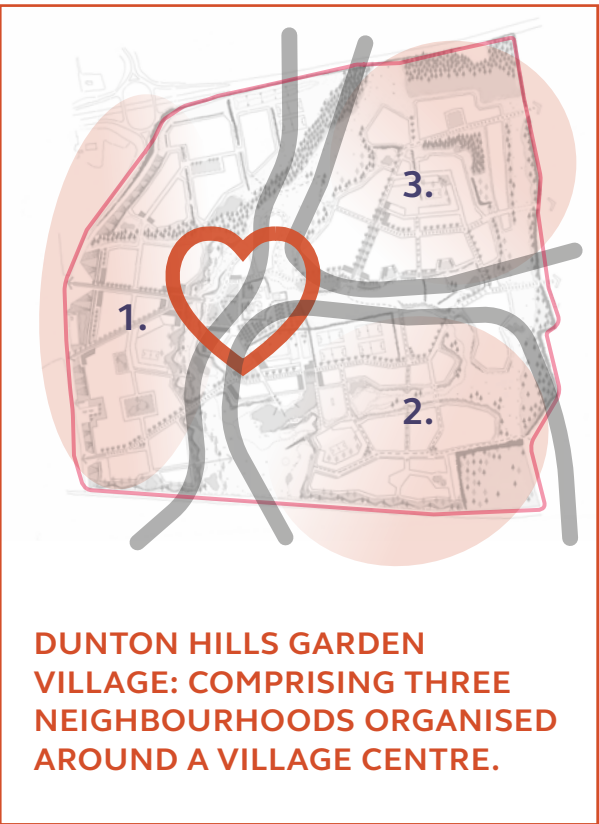 3.
1.
2.
DUNTON HILLS GARDEN
VILLAGE: COMPRISING THREE
NEIGHBOURHOODS ORGANISED
AROUND A VILLAGE CENTRE.